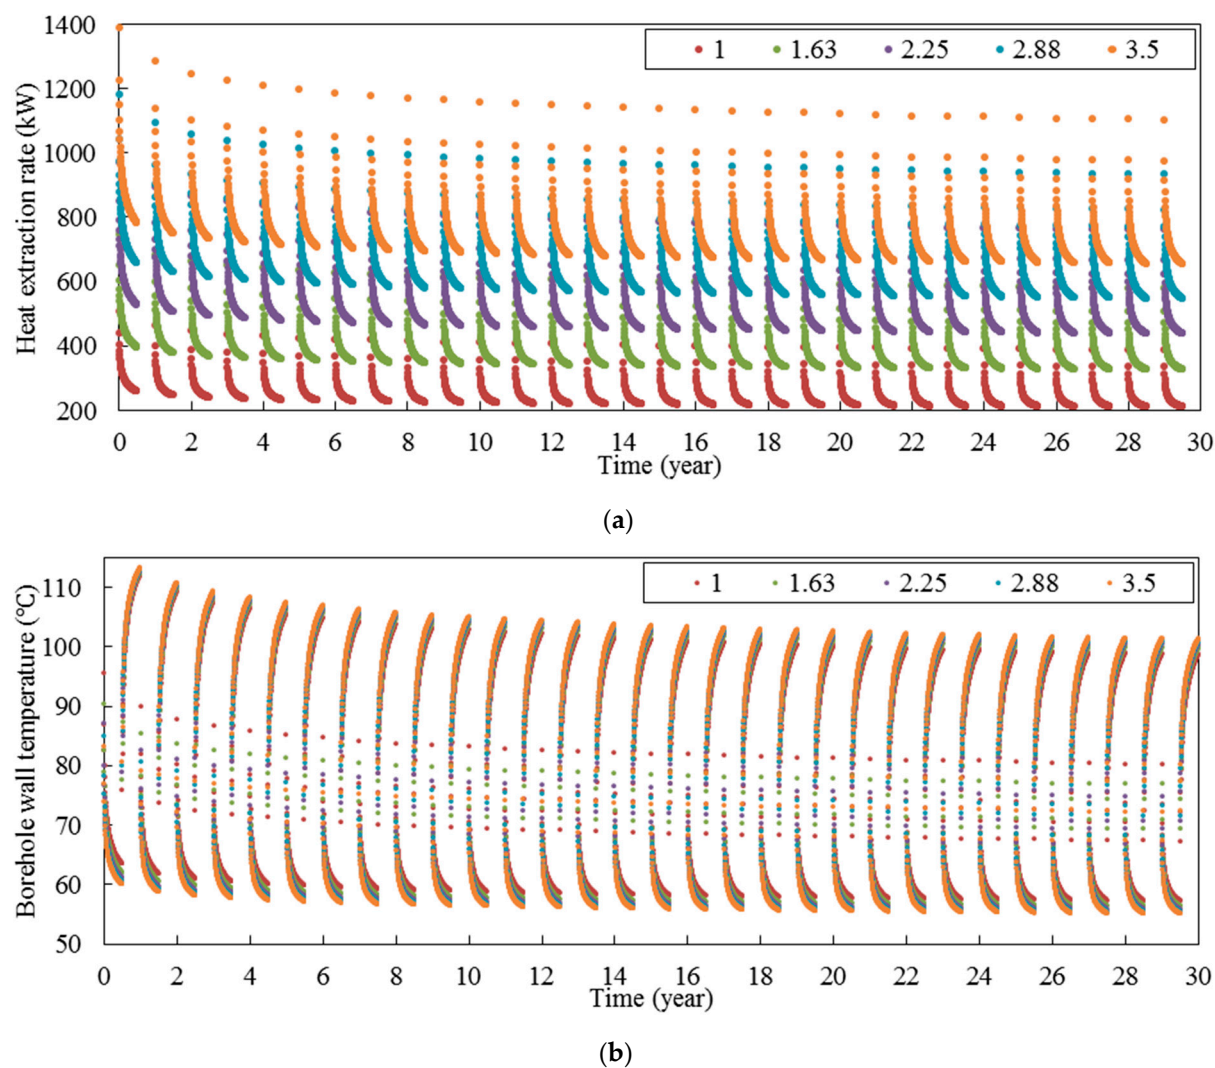 1400
1200
1000
800
600
400
200
Heat extraction rate (kW)
1 1.63 2.25 2.88 3.5
0 2 4 6 8 10 12 14 16 18 20 22 24 26 28 30
Time (year)
(a)
110
100
90
80
70
60
50
Borehole wall temperature (°C)
1 1.63 2.25 2.88 3.5
0 2 4 6 8 10 12 14 16 18 20 22 24 26 28 30
Time (year)
(b)